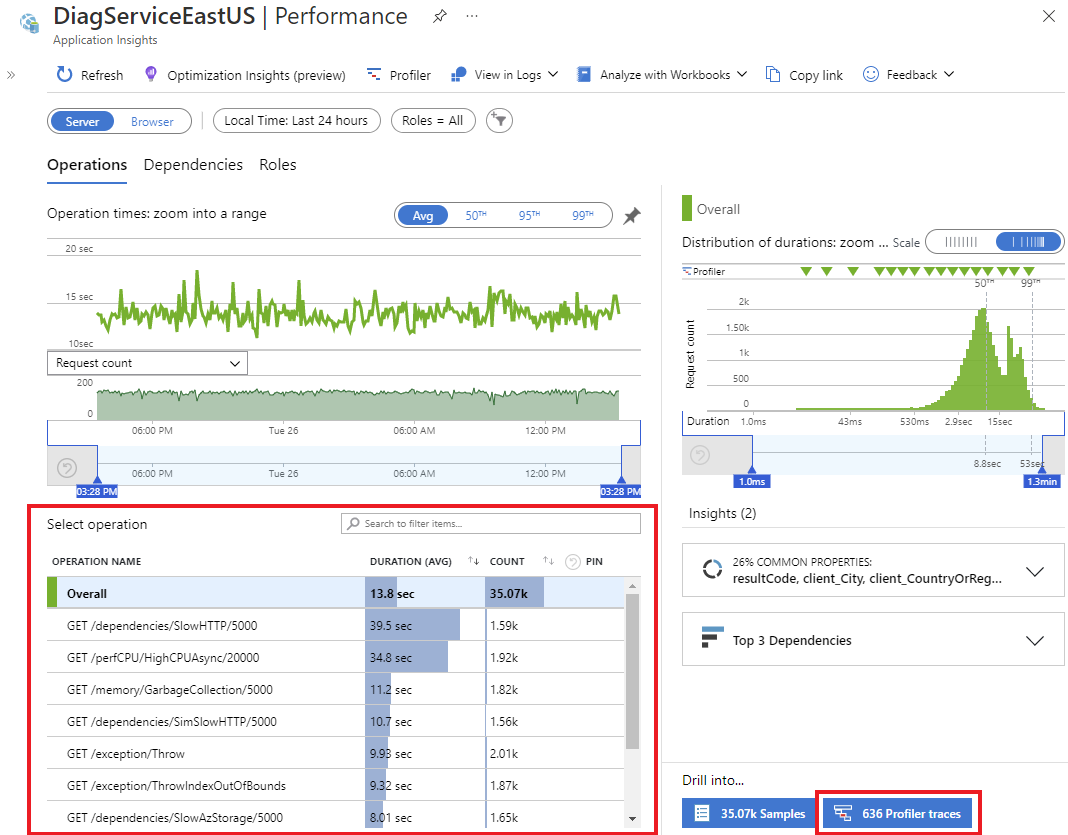 DiagServiceEastUS | Performance
Application Insights
Refresh
Optimization Insights (preview)
Profiler
View in Logs
Analyze with Workbooks
Copy link
Feedback
Server
Browser
Local Time: Last 24 hours
Roles = All
Operations
Dependencies
Roles
Operation times: zoom into a range
Avg
50TH
95TH
99TH
20 sec
15 sec
10sec
Request count
200
0
06:00 PM
Tue 26
06:00 AM
12:00 PM
06:00 PM
Tue 26
06:00 AM
12:00 PM
03:28 PM
03:28 PM
Select operation
Search to filter items...
OPERATION NAME
DURATION (AVG)
COUNT
PIN
Overall 13.8 sec 35.07k
GET /dependencies/SlowHTTP/5000 39.5 sec 1.59k
GET /perfCPU/HighCPUAsync/20000 34.8 sec 1.92k
GET /memory/GarbageCollection/5000 11.2 sec 1.82k
GET /dependencies/SimSlowHTTP/5000 10.7 sec 1.56k
GET /exception/Throw 9.93 sec 2.01k
GET /exception/ThrowIndexOutOfBounds 9.32 sec 1.87k
GET /dependencies/SlowAzStorage/5000 8.01 sec 1.65k
Overall
Distribution of durations: zoom ...
Scale
Profiler
50TH
99TH
Request count
2k
1.50k
1k
500
0
Duration
1.0ms
43ms
530ms
2.9sec
15sec
8.8sec
53sec
1.0ms
1.3min
Insights (2)
26% COMMON PROPERTIES:
resultCode, client_City, client_CountryOrReg...
Top 3 Dependencies
Drill into...
35.07k Samples
636 Profiler traces